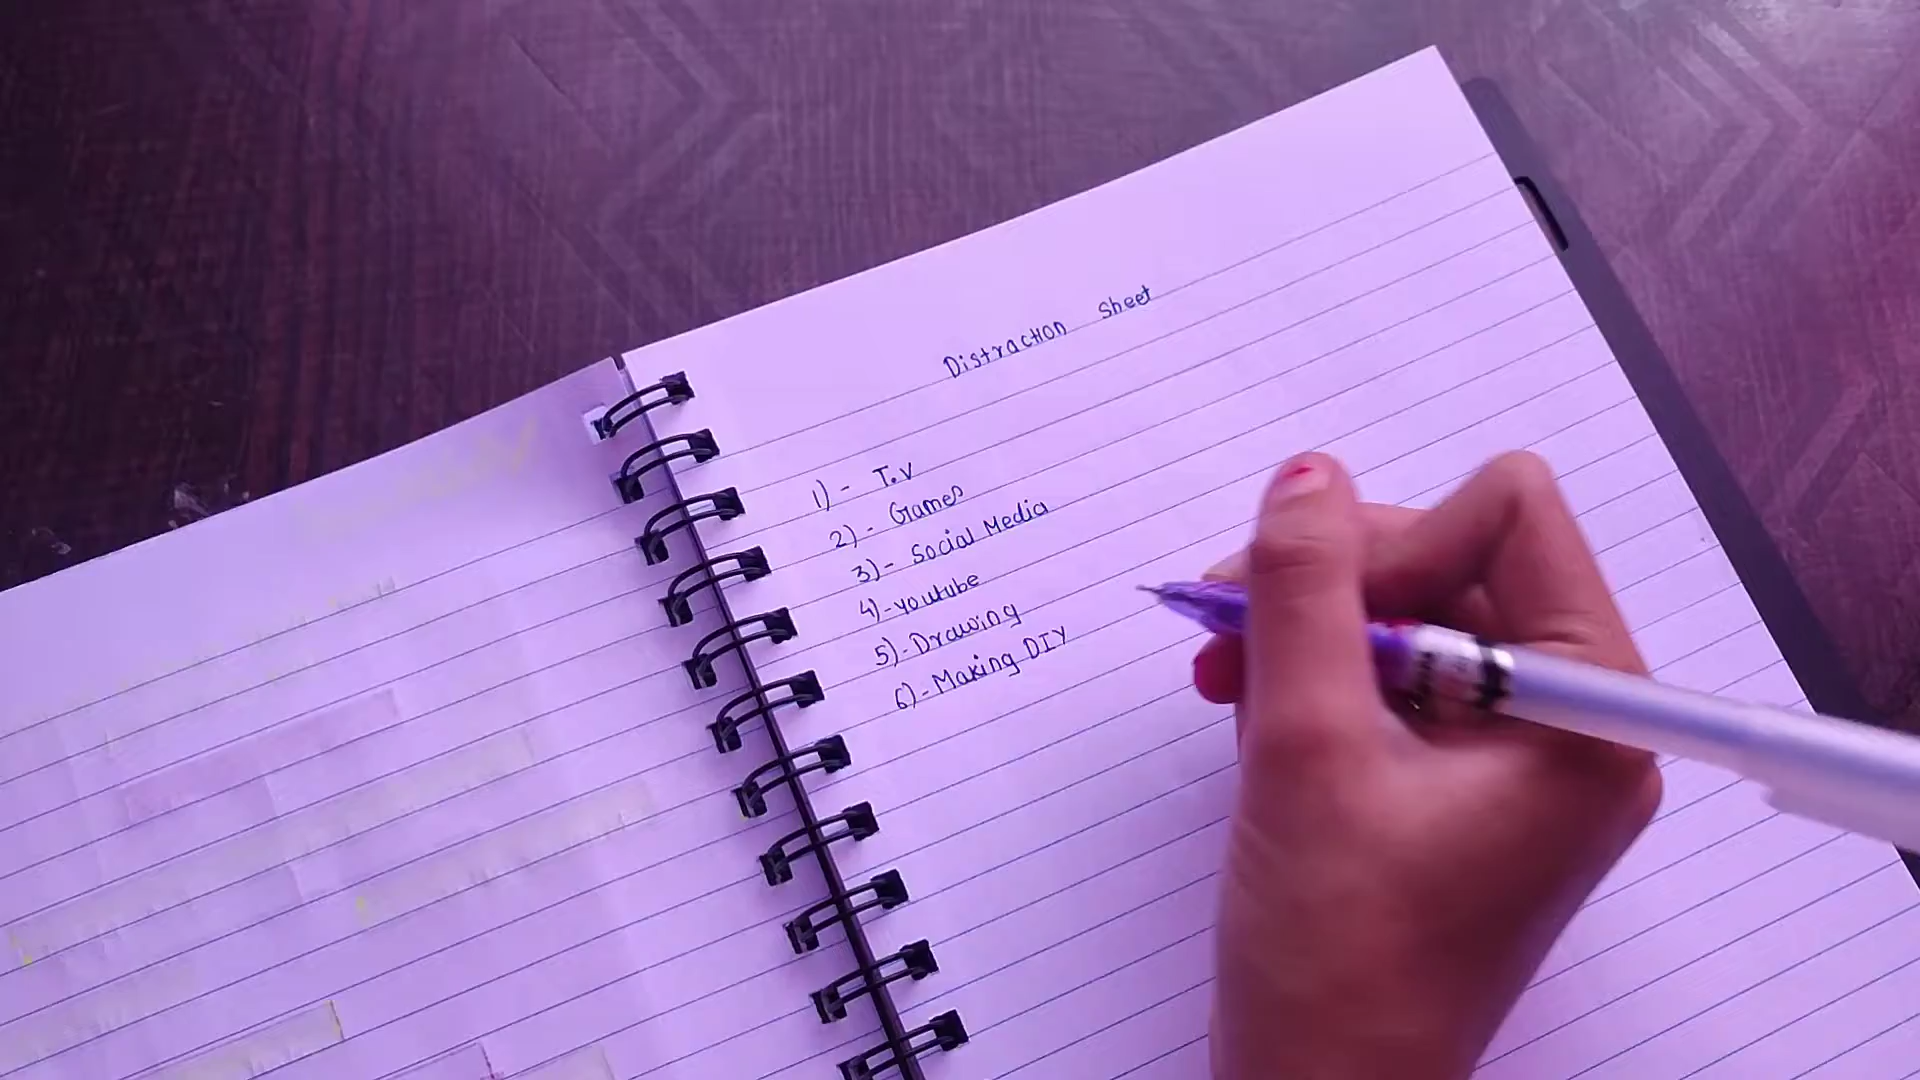 Distraction Sheet
1) - T.V
2) - Games
3) - Social Media
4) - youtube
5) - Drawing
6) - Making DIY